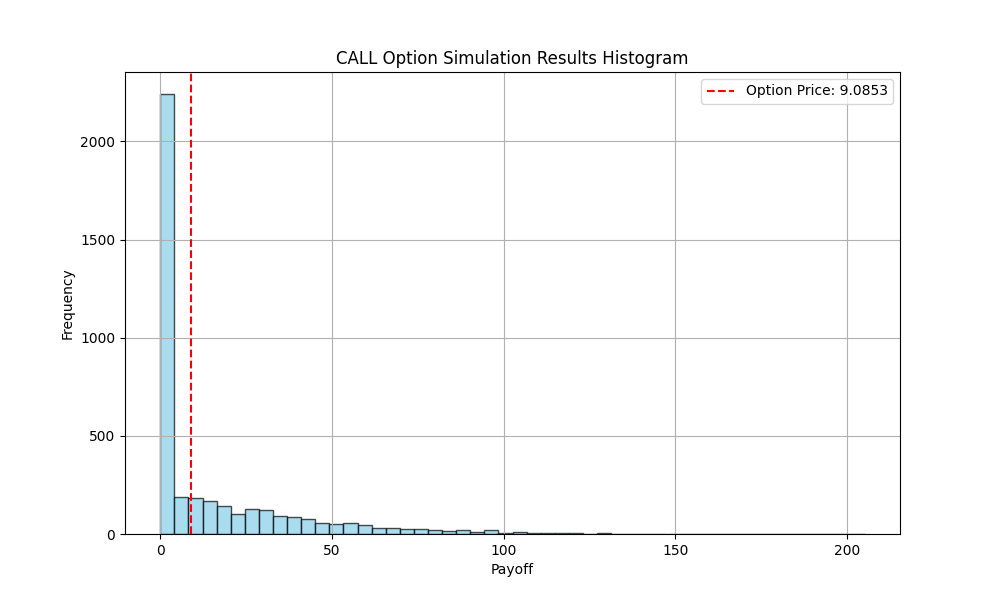 CALL Option Simulation Results Histogram
Option Price: 9.0853
2000
1500
1000
500
0
Frequency
0 50 100 150 200
Payoff